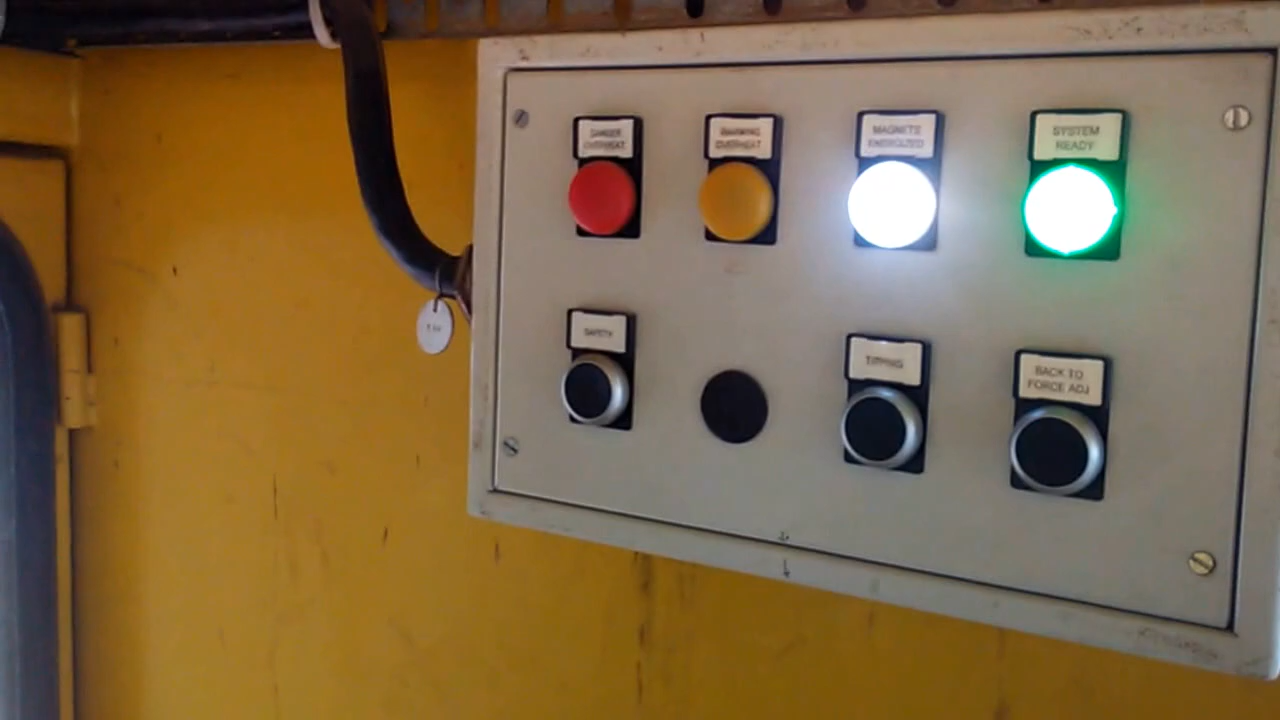 DANGER
OVERHEAT
WARNING
OVERHEAT
MAGNETS
ENERGIZED
SYSTEM
READY
SAFETY
TIPPING
BACK TO
FORCE ADJ